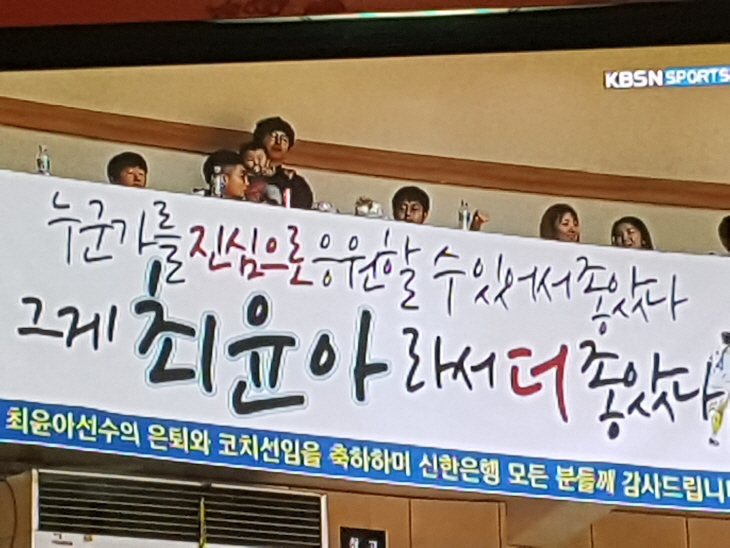 KBSN SPORTS
누군가를 진심으로 응원할 수 있어서 좋았다
그게 최윤아 라서 더 좋았다
최윤아선수의 은퇴와 코치선임을 축하하며 신한은행 모든 분들께 감사드립니다